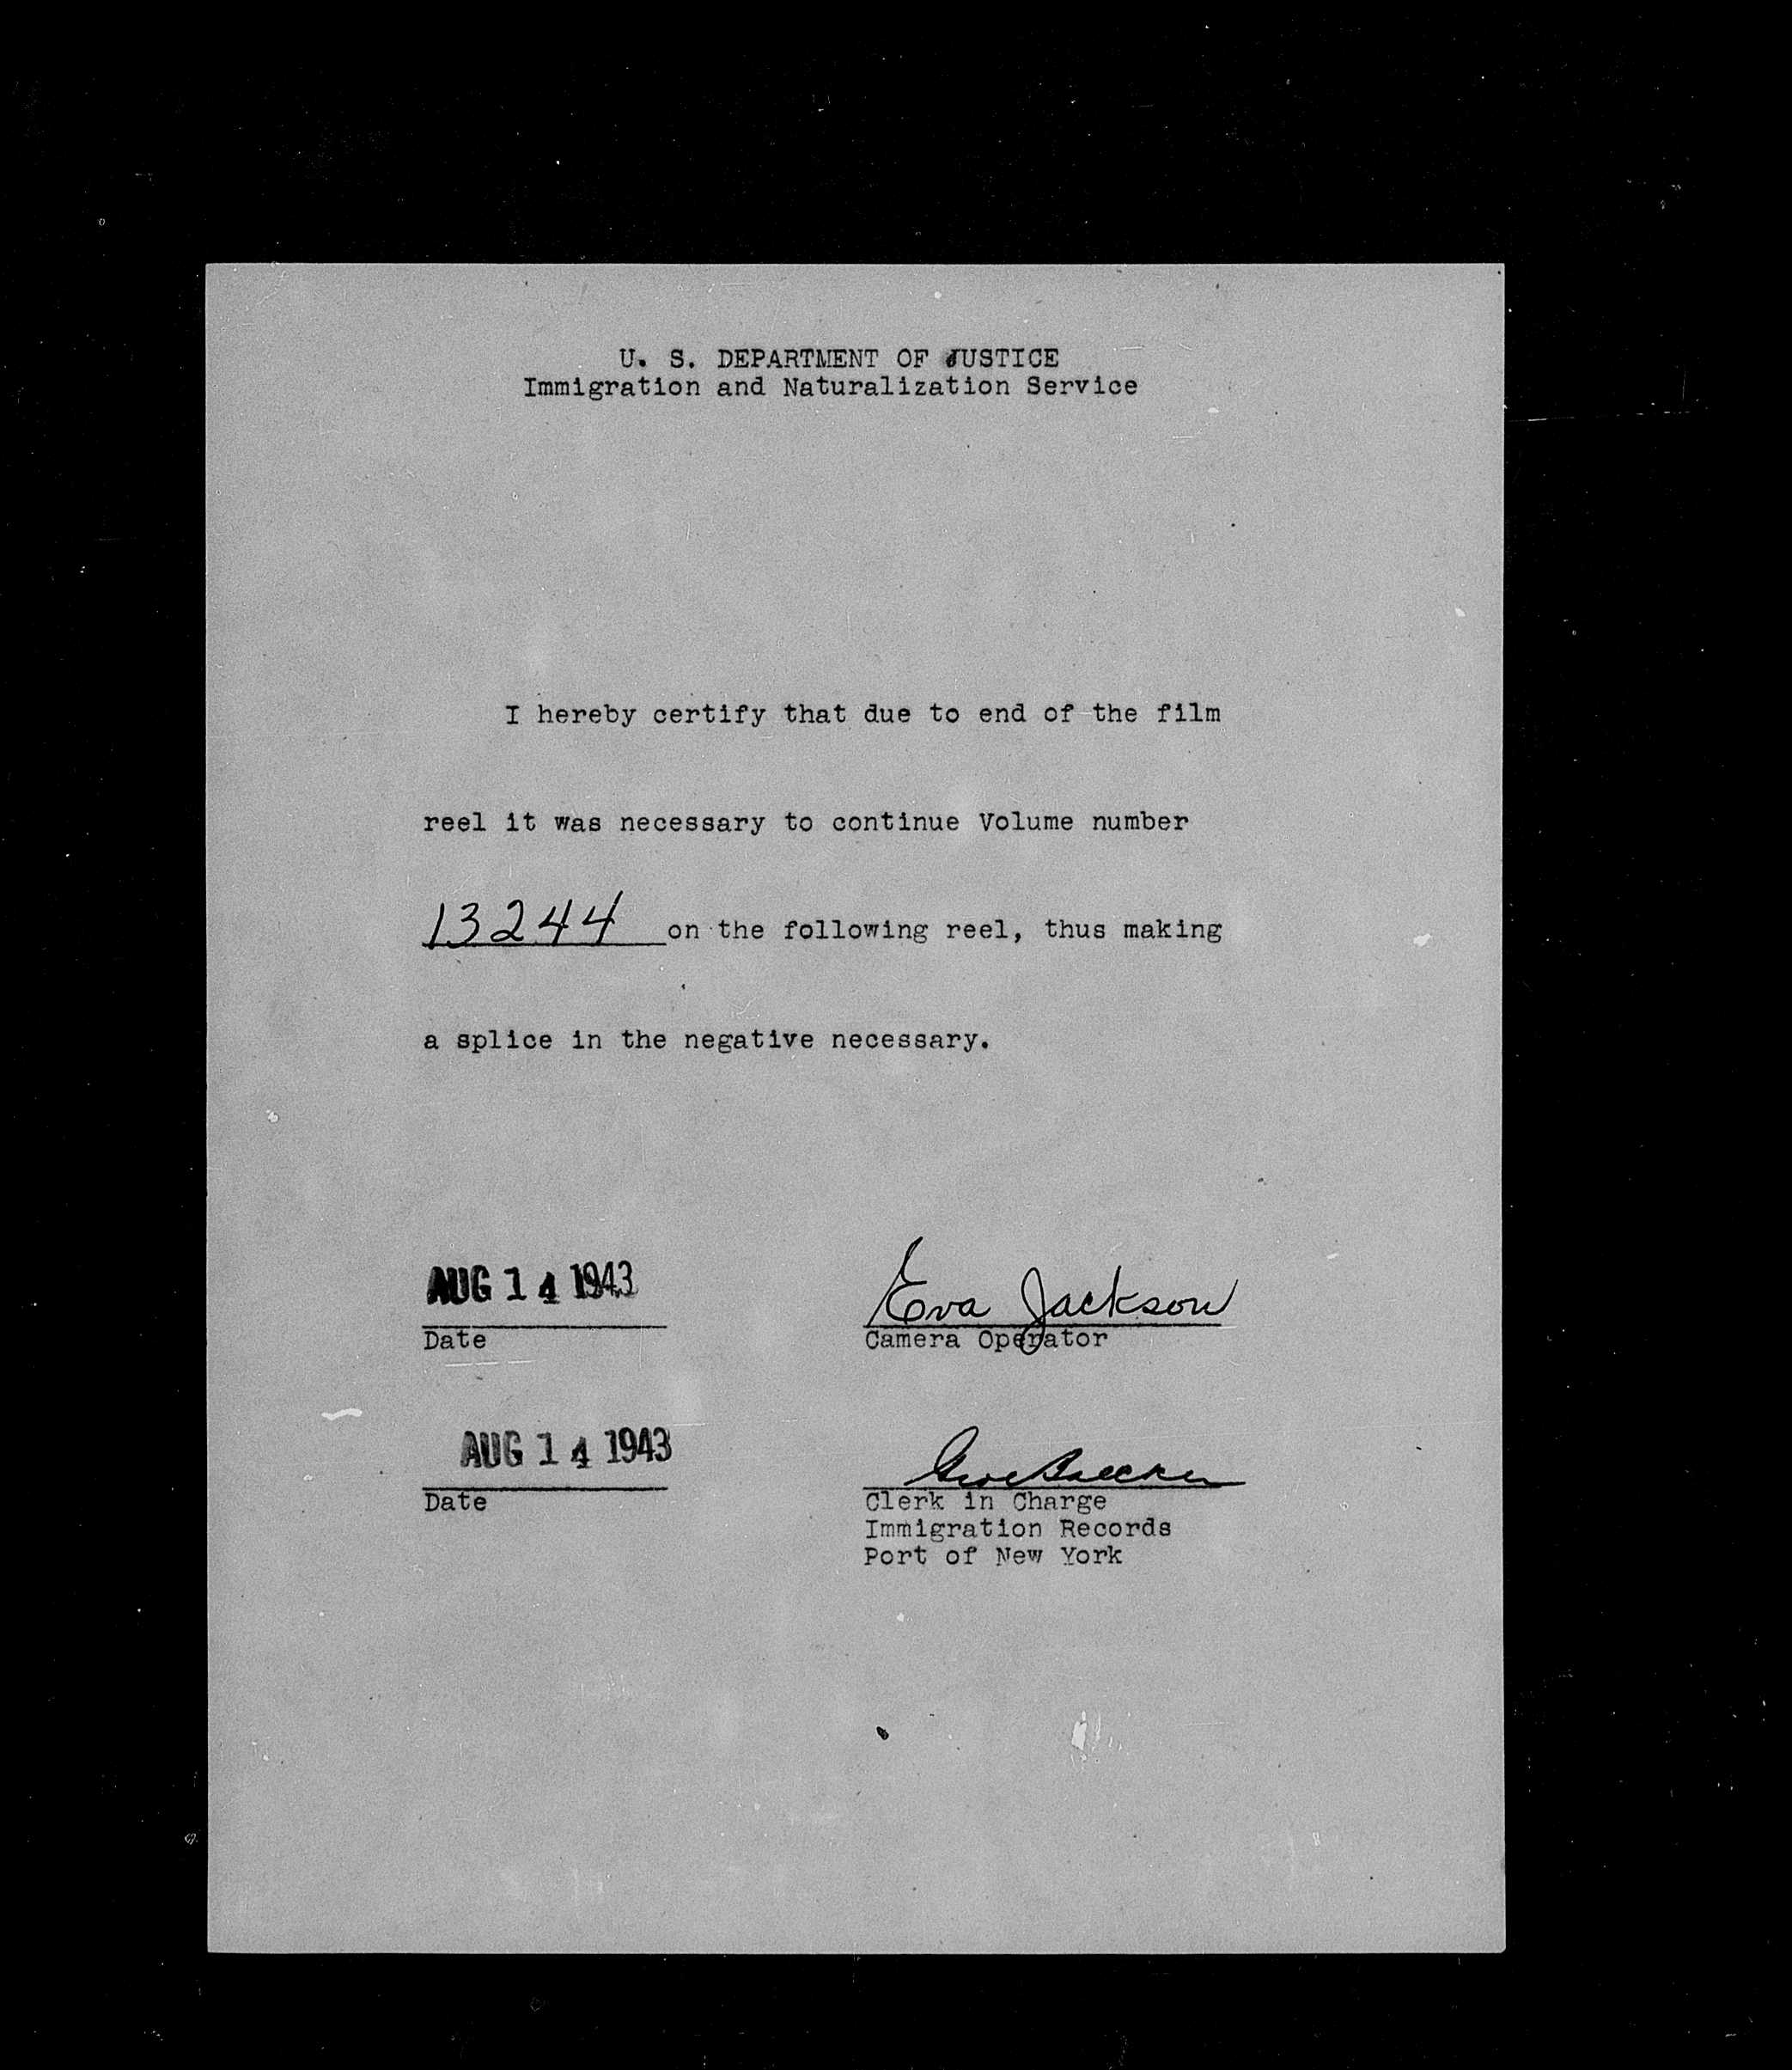 U. S. DEPARTMENT OF JUSTICE
Immigration and Naturalization Service
I hereby certify that due to end of the film
reel it was necessary to continue Volume number
13244 on the following reel, thus making
a splice in the negative necessary.
AUG 14 1943
Eva Jackson
Date
Camera Operator
AUG 14 1943
Date
Clerk in Charge
Immigration Records
Port of New York